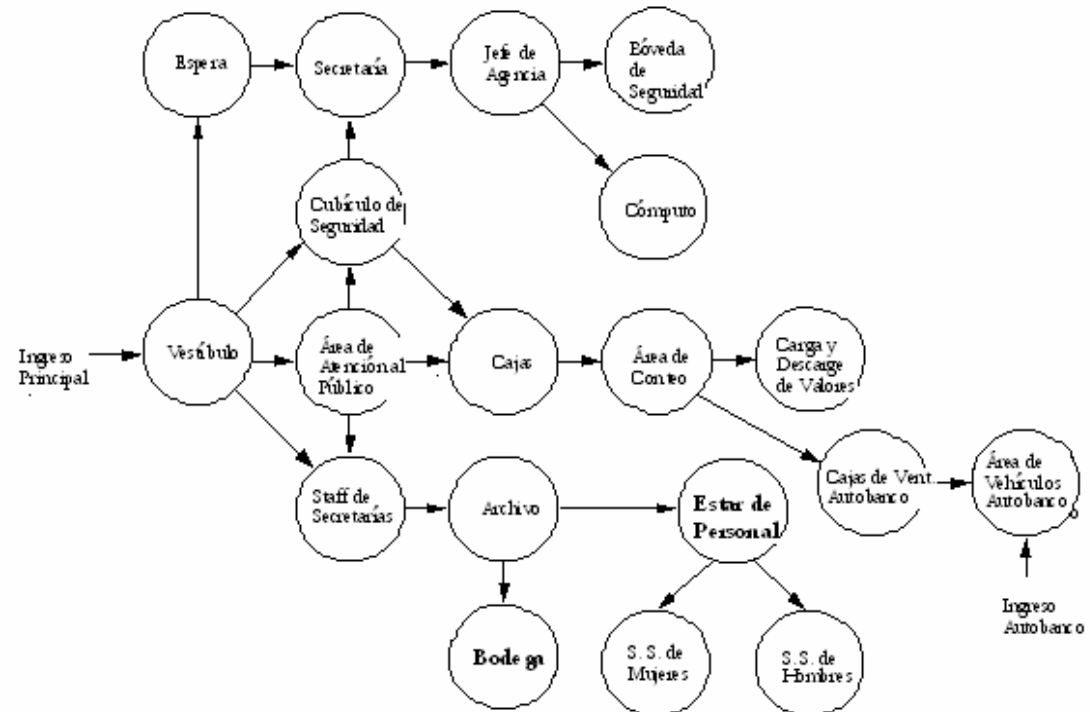 Espera
Secretaría
Jefe de
Agencia
Bóveda
de
Seguridad
Cubículo de
Seguridad
Cómputo
Ingreso
Principal
Vestíbulo
Área de
Atención al
Público
Cajas
Área de
Conteo
Carga y
Descarge
de Valores
Staff de
Secretarías
Archivo
Estar de
Personal
Cajas de Vent.
Autobanco
Área de
Vehículos
Autobanco
o
Ingreso
Autobanco
Bodega
S. S. de
Mujeres
S.S. de
Hombres